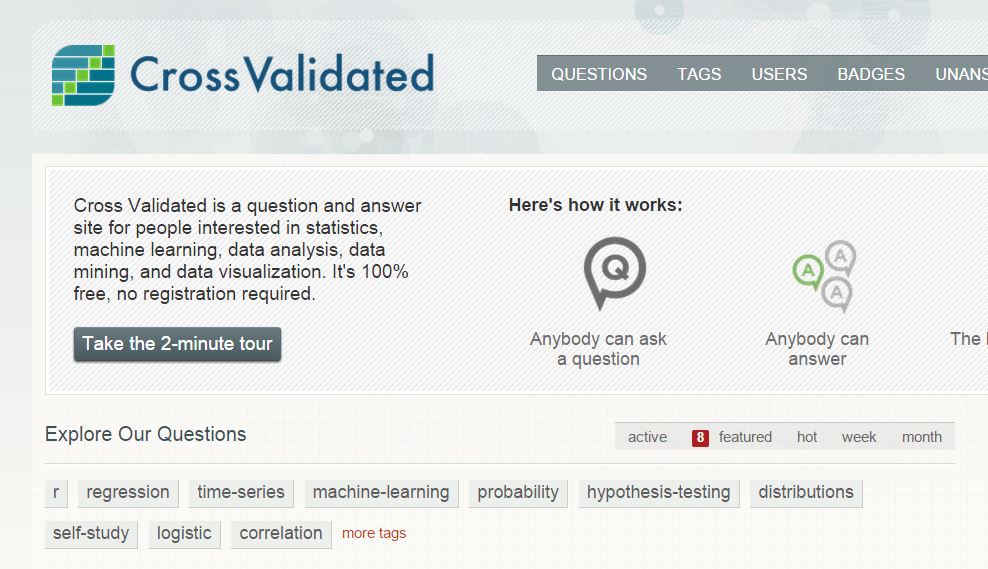 CrossValidated
QUESTIONS TAGS USERS BADGES UNANS
Cross Validated is a question and answer
site for people interested in statistics,
machine learning, data analysis, data
mining, and data visualization. It's 100%
free, no registration required.
Take the 2-minute tour
Here's how it works:
Q
Anybody can ask
a question
A
A
A
Anybody can
answer
The
Explore Our Questions
active 8 featured hot week month
r regression time-series machine-learning probability hypothesis-testing distributions
self-study logistic correlation more tags